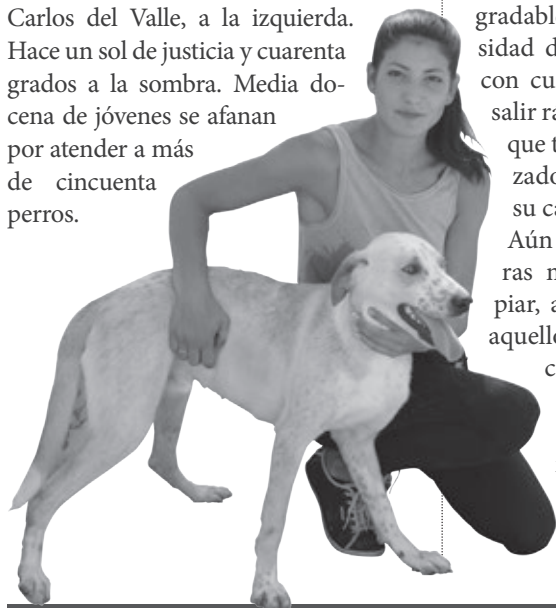 Carlos del Valle, a la izquierda.
Hace un sol de justicia y cuarenta
grados a la sombra. Media do-
cena de jóvenes se afanan
por atender a más
de cincuenta
perros.
gradable
sidad d
con cu
salir ra
que t
zado
su ca
Aún
ras n
piar, a
aquello
c